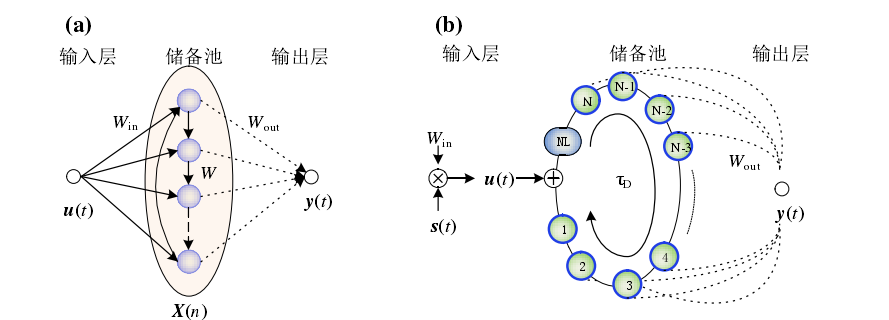 (a)
输入层 储备池 输出层
W_in
W_out
W
u(t)
y(t)
X(n)
(b)
输入层 储备池 输出层
N
N-1
N-2
NL
N-3
W_in
W_out
τ_D
u(t)
y(t)
s(t)
1
2
3
4